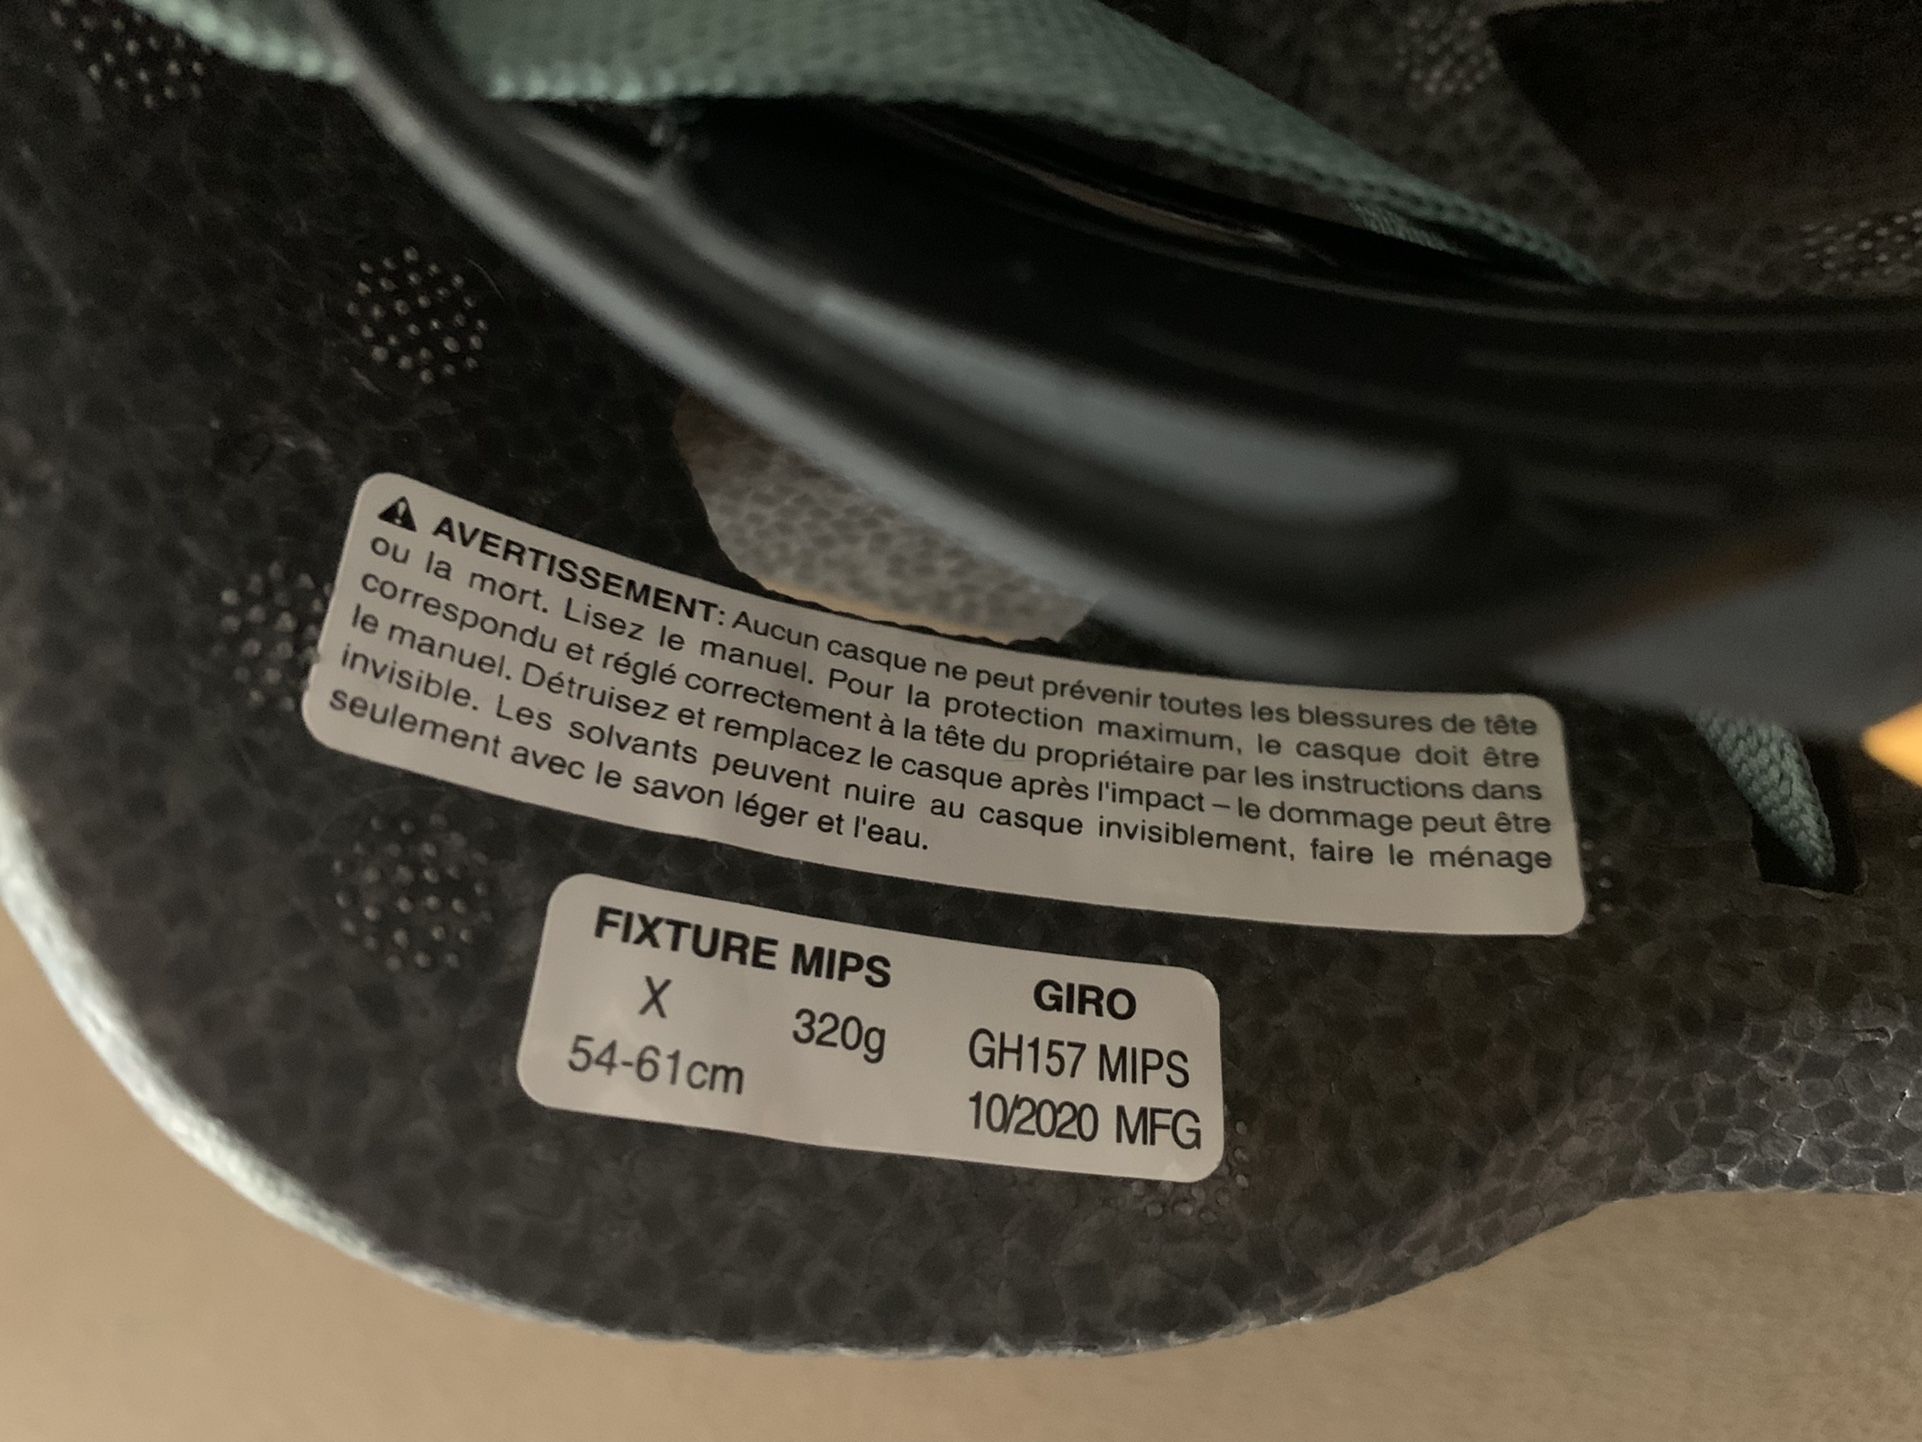 AVERTISSEMENT: Aucun casque ne peut prévenir toutes les blessures de tête
ou la mort. Lisez le manuel. Pour la protection maximum, le casque doit être
correspondu et réglé correctement à la tête du propriétaire par les instructions dans
le manuel. Détruisez et remplacez le casque après l'impact – le dommage peut être
invisible. Les solvants peuvent nuire au casque invisiblement, faire le ménage
seulement avec le savon léger et l'eau.
FIXTURE MIPS
X
320g
54-61cm
GIRO
GH157 MIPS
10/2020 MFG